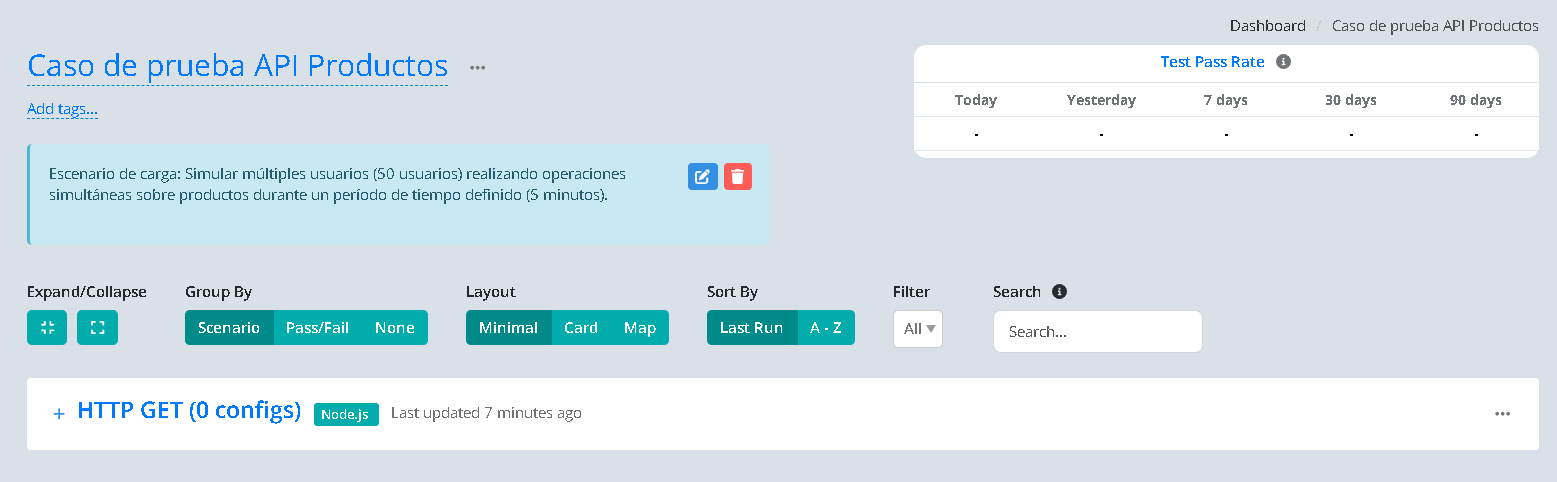 Dashboard / Caso de prueba API Productos
Caso de prueba API Productos ···
Test Pass Rate
Add tags...
Today Yesterday 7 days 30 days 90 days
- - - - -
Escenario de carga: Simular múltiples usuarios (50 usuarios) realizando operaciones
simultáneas sobre productos durante un período de tiempo definido (5 minutos).
Expand/Collapse Group By Layout Sort By Filter Search
Scenario Pass/Fail None Minimal Card Map Last Run A - Z All Search...
+ HTTP GET (0 configs) Node.js Last updated 7 minutes ago ···